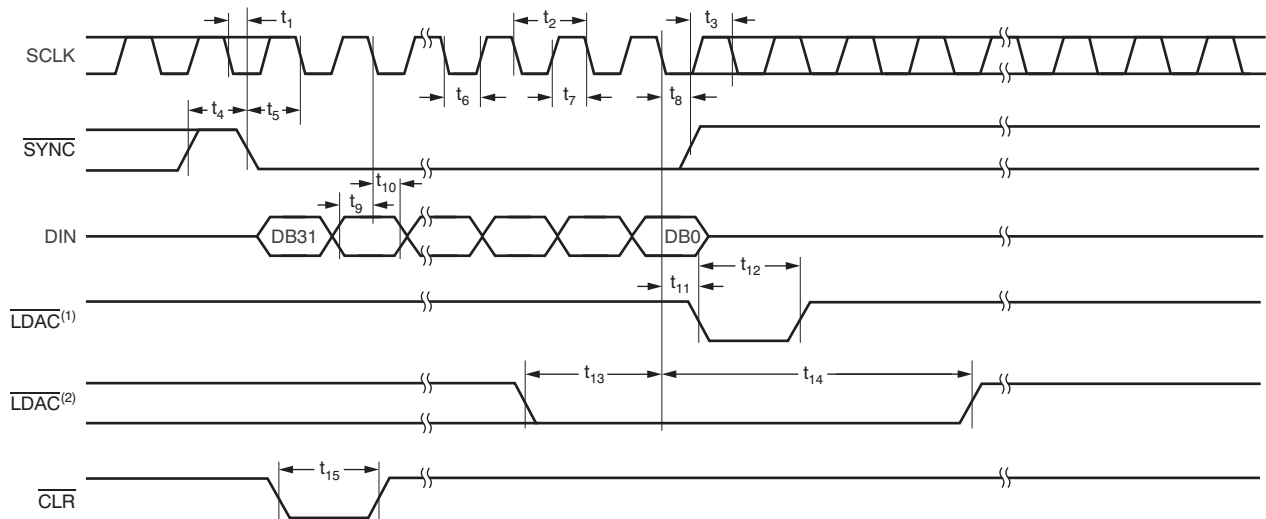 t1
t2
t3
SCLK
t4
t5
t6
t7
t8
SYNC
t10
t9
DIN
DB31
DB0
t12
t11
LDAC(1)
t13
t14
LDAC(2)
t15
CLR